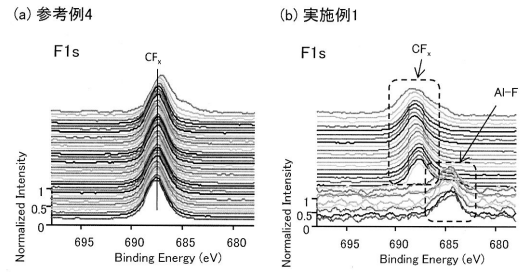 (a) 参考例4
(b) 実施例1
F1s
CFx
F1s
CFx
Al-F
Normalized Intensity
1
0.5
0
695
690
685
680
Binding Energy (eV)
Normalized Intensity
1
0.5
0
695
690
685
680
Binding Energy (eV)